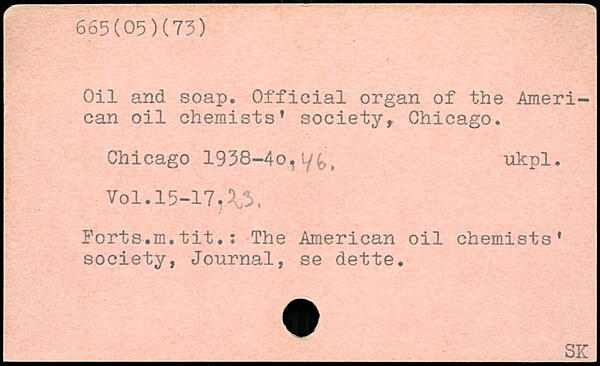 665(05)(73)
Oil and soap. Official organ of the Ameri-
can oil chemists' society, Chicago.
Chicago 1938-40,46. ukpl.
Vol.15-17,23.
Forts.m.tit.: The American oil chemists'
society, Journal, se dette.
SK